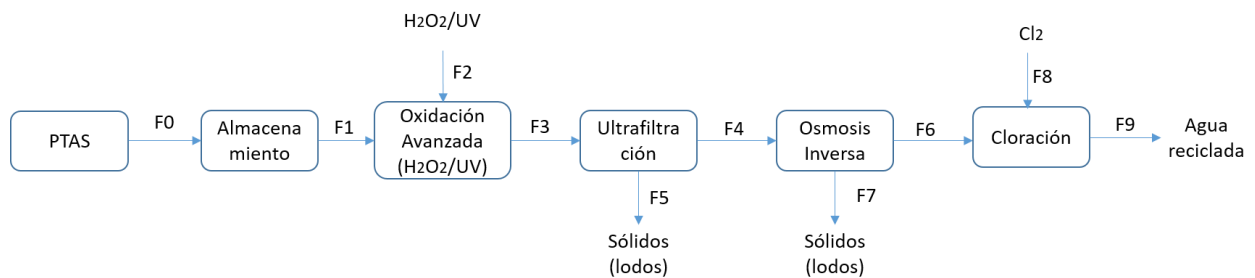 H₂O₂/UV
F2
Cl₂
F8
PTAS
F0
Almacena
miento
F1
Oxidación
Avanzada
(H₂O₂/UV)
F3
Ultrafiltra
ción
F4
Osmosis
Inversa
F6
Cloración
F9
Agua
reciclada
F5
F7
Sólidos
(lodos)
Sólidos
(lodos)